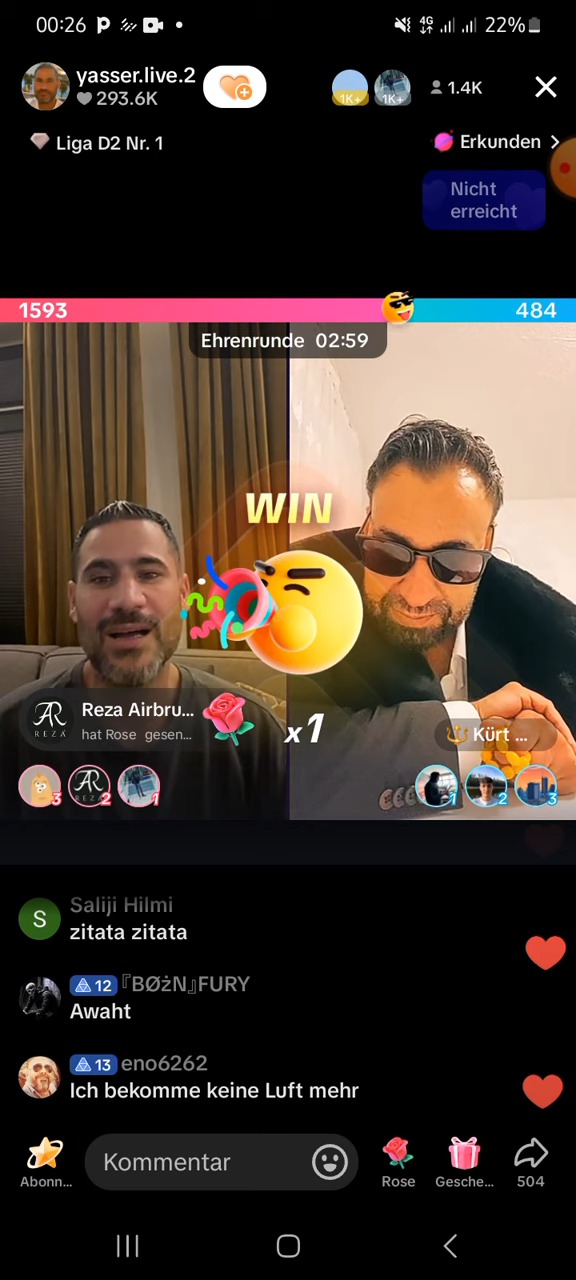 00:26
4G
22%
yasser.live.2
293.6K
1K+
1K+
1.4K
Liga D2 Nr. 1
Erkunden
Nicht
erreicht
1593
484
Ehrenrunde 02:59
WIN
Reza Airbru...
hat Rose gesen...
AR
REZA
x1
Kürt ...
3
2
1
1
2
3
S
Saliji Hilmi
zitata zitata
12 『BØżN』FURY
Awaht
13 eno6262
Ich bekomme keine Luft mehr
Kommentar
Abonn...
Rose
Gesche...
504